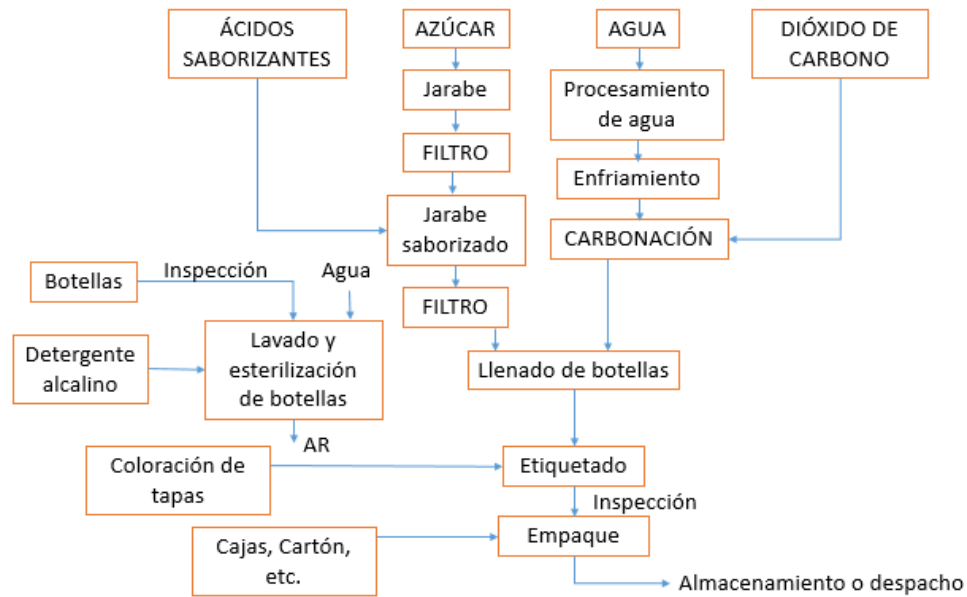 ÁCIDOS
SABORIZANTES
AZÚCAR
AGUA
DIÓXIDO DE
CARBONO
Jarabe
Procesamiento
de agua
FILTRO
Enfriamiento
Jarabe
saborizado
CARBONACIÓN
Botellas
Inspección
Agua
FILTRO
Detergente
alcalino
Lavado y
esterilización
de botellas
Llenado de botellas
AR
Coloración de
tapas
Etiquetado
Inspección
Cajas, Cartón,
etc.
Empaque
Almacenamiento o despacho